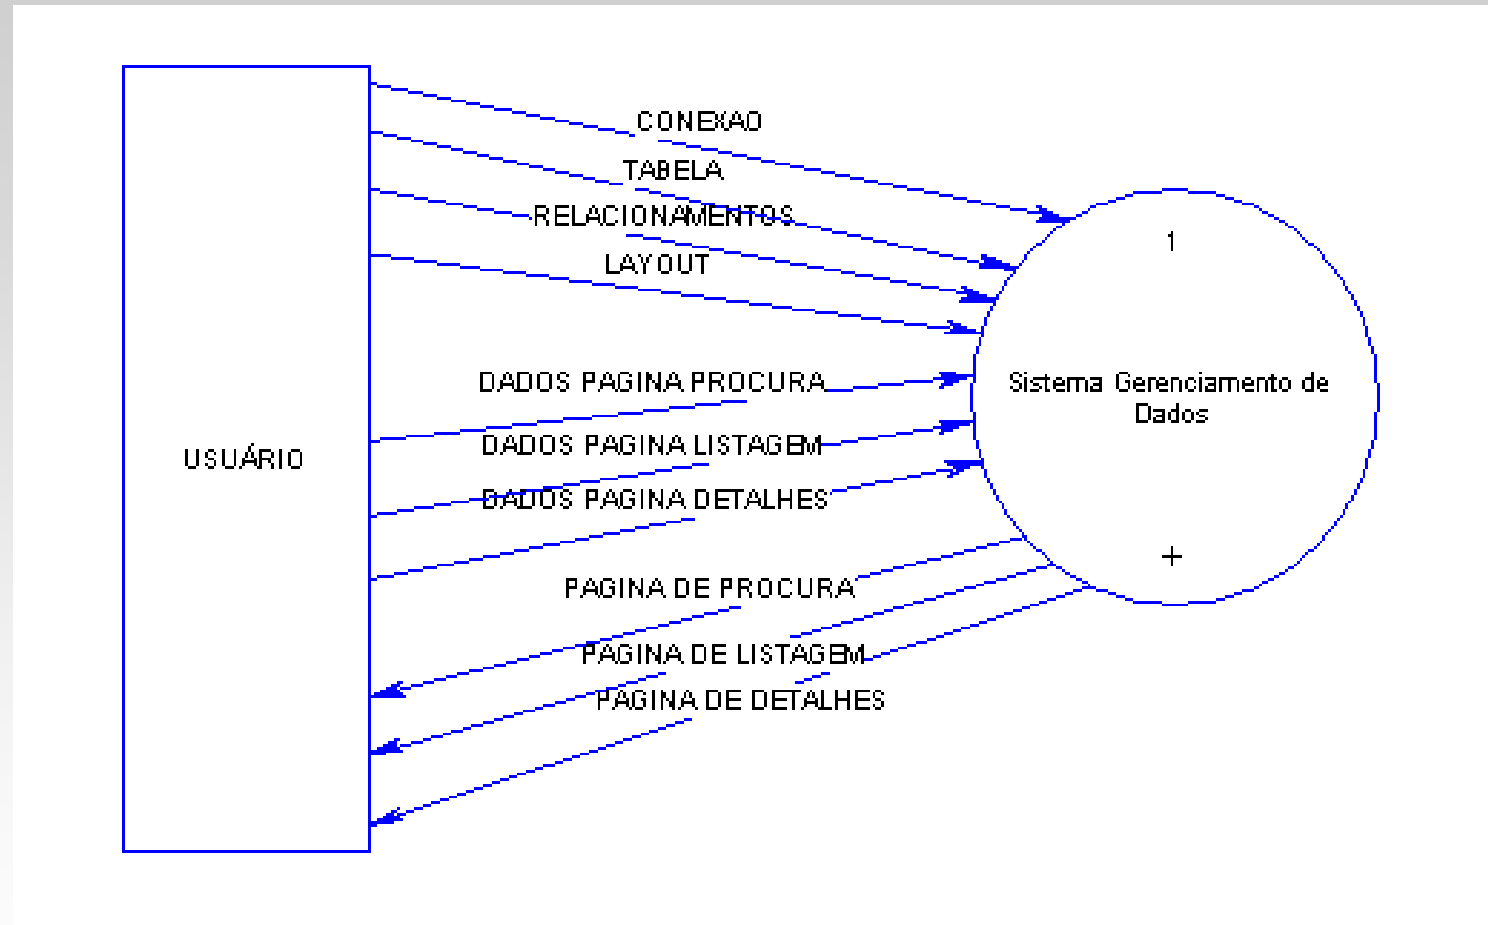 CONEXAO
TABELA
RELACIONAMENTOS
LAYOUT
DADOS PAGINA PROCURA
DADOS PAGINA LISTAGEM
DADOS PAGINA DETALHES
PAGINA DE PROCURA
PAGINA DE LISTAGEM
PAGINA DE DETALHES
USUÁRIO
1
Sistema Gerenciamento de
Dados
+